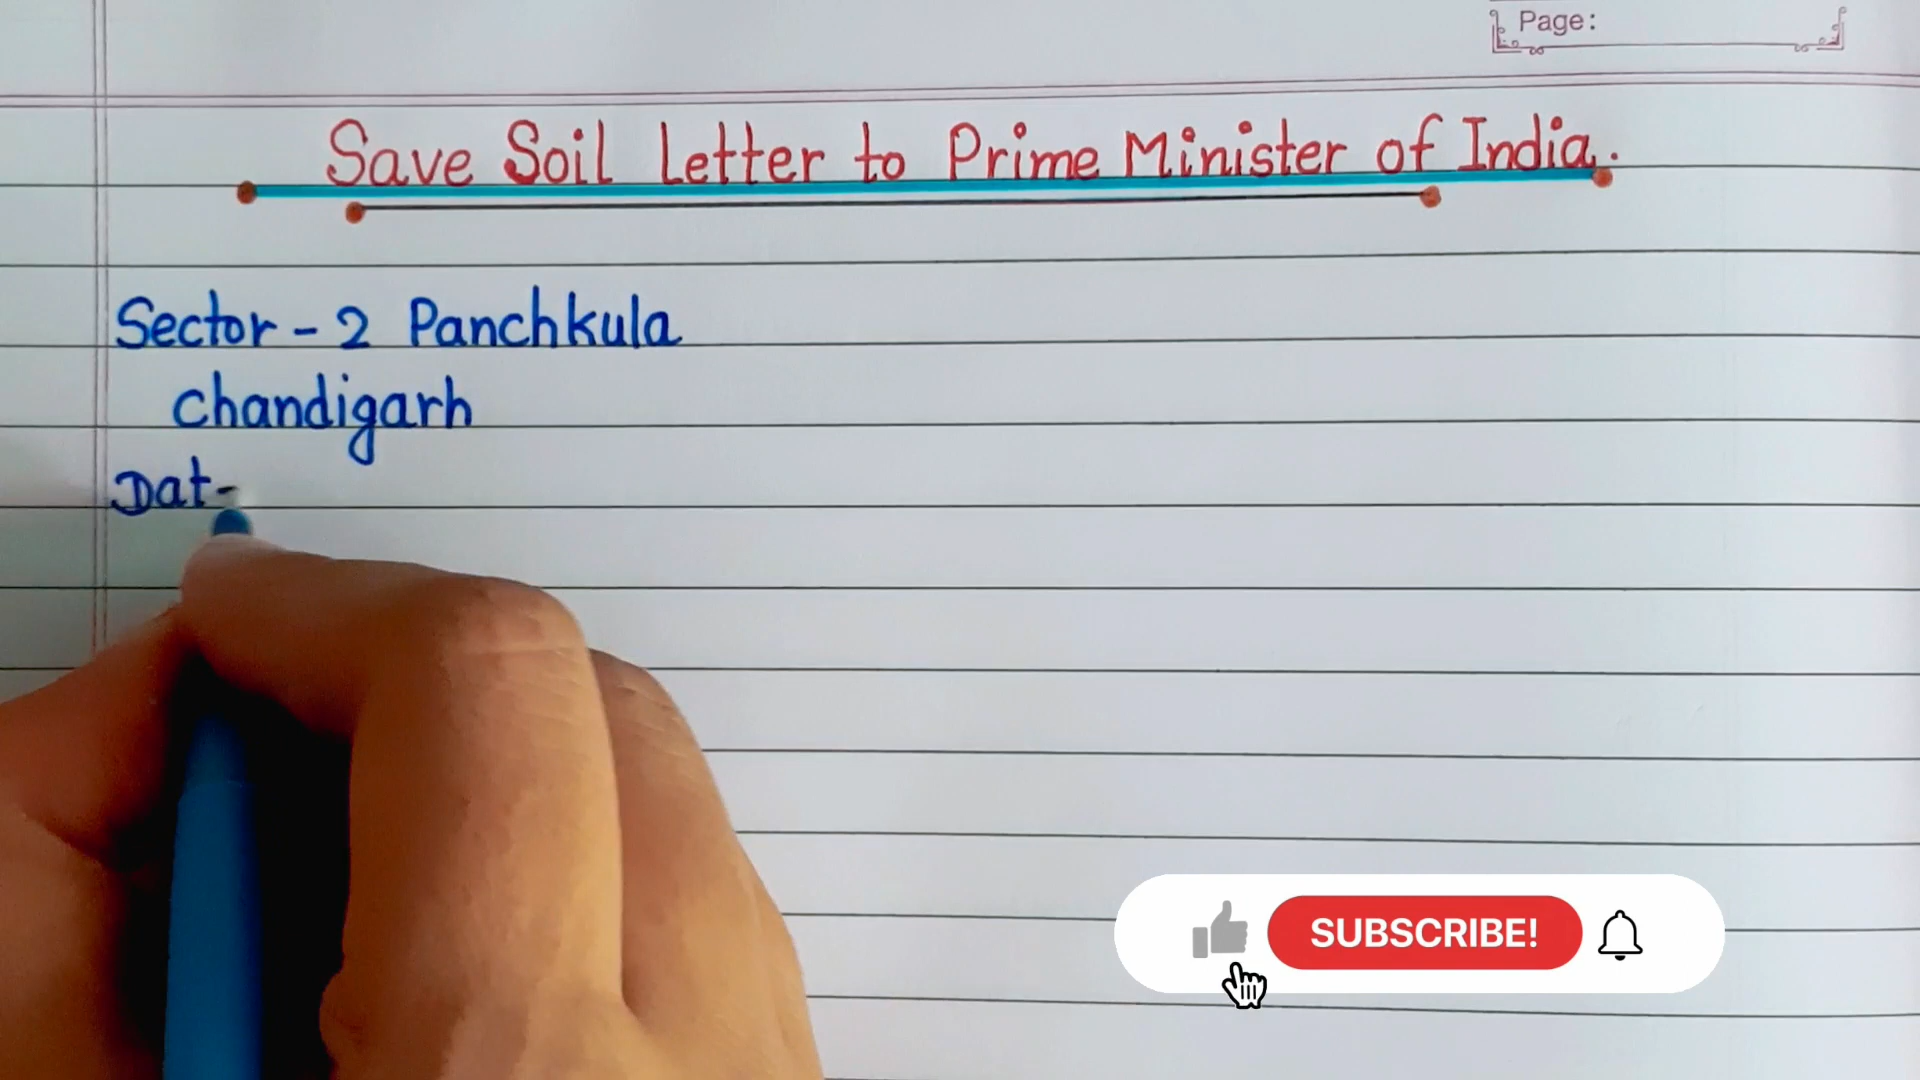 Page:
Save Soil Letter to Prime Minister of India.
Sector - 2 Panchkula
Chandigarh
Dat-
SUBSCRIBE!